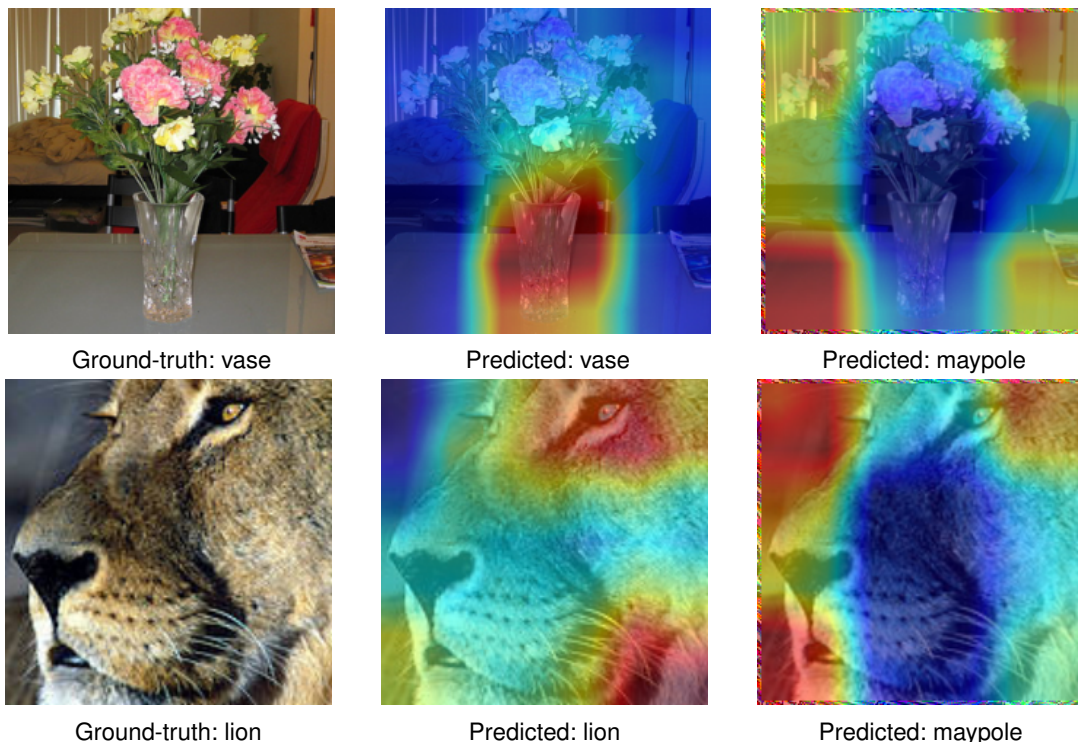 Ground-truth: vase
Predicted: vase
Predicted: maypole
Ground-truth: lion
Predicted: lion
Predicted: maypole